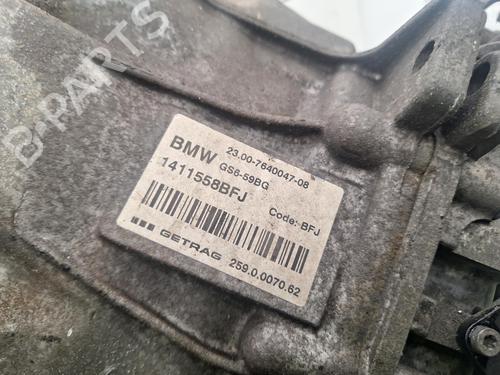 B-PARTS
BMW
23.00-7640047-08
GS6-59BG
1411558BFJ
Code: BFJ
GETRAG
259.0.0070.62